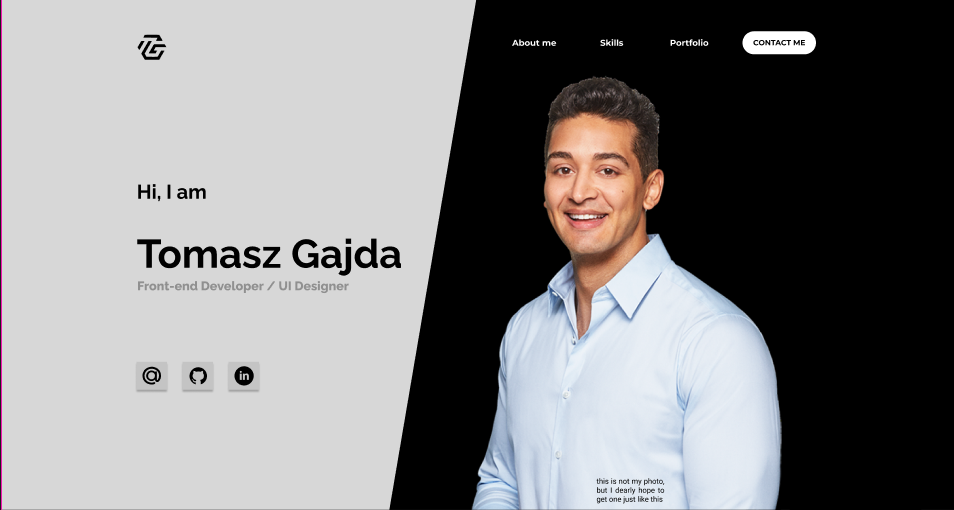 About me Skills Portfolio CONTACT ME
Hi, I am
Tomasz Gajda
Front-end Developer / UI Designer
in
this is not my photo,
but I dearly hope to
get one just like this